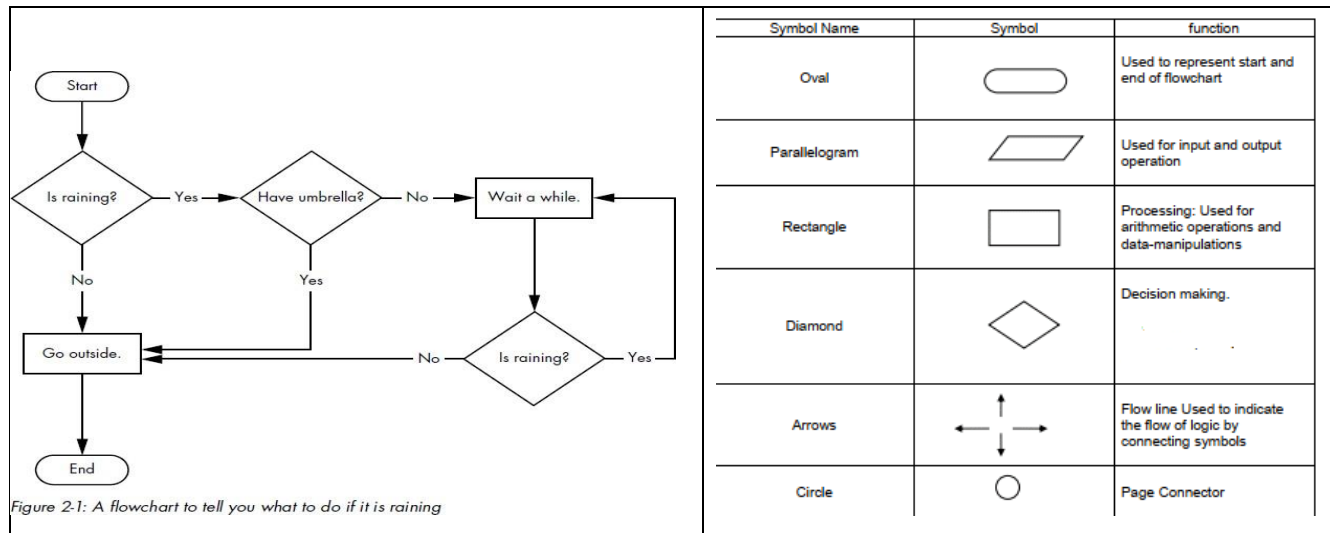 Start
Is raining?
Yes
Have umbrella?
No
Wait a while.
No
Yes
Go outside.
No
Is raining?
Yes
End
Figure 2-1: A flowchart to tell you what to do if it is raining
Symbol Name Symbol function
Oval
Used to represent start and
end of flowchart
Parallelogram
Used for input and output
operation
Rectangle
Processing: Used for
arithmetic operations and
data-manipulations
Diamond
Decision making.
Arrows
Flow line Used to indicate
the flow of logic by
connecting symbols
Circle
Page Connector